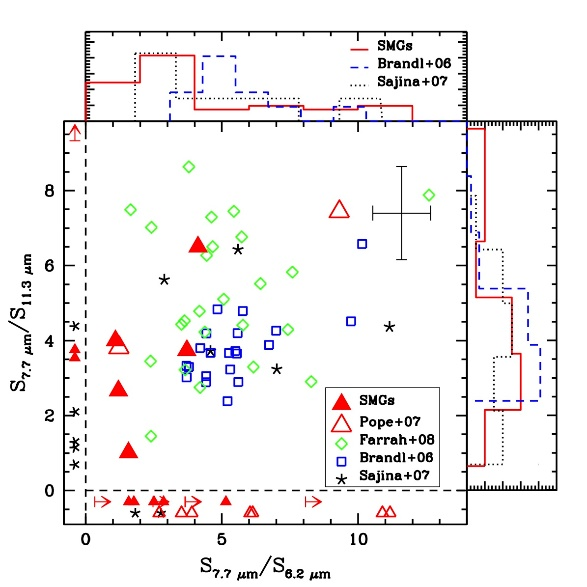 SMGs
Brandl+06
Sajina+07
8
6
4
2
0
S7.7 μm/S11.3 μm
SMGs
Pope+07
Farrah+08
Brandl+06
Sajina+07
0 5 10
S7.7 μm/S6.2 μm